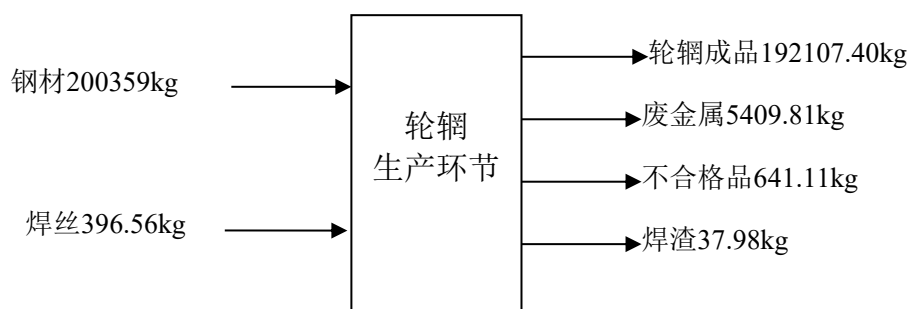 钢材200359kg
焊丝396.56kg
轮辋
生产环节
轮辋成品192107.40kg
废金属5409.81kg
不合格品641.11kg
焊渣37.98kg